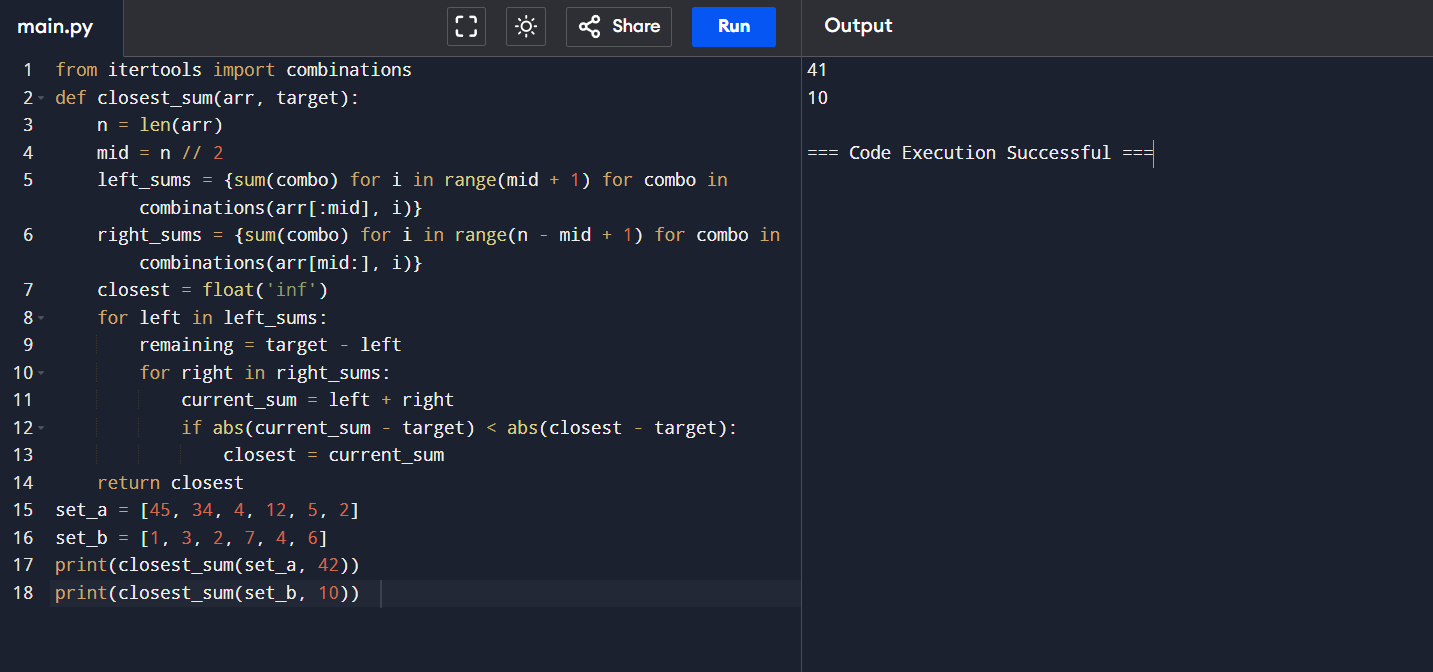 main.py
Share
Run
Output
1 from itertools import combinations
2 def closest_sum(arr, target):
3     n = len(arr)
4     mid = n // 2
5     left_sums = {sum(combo) for i in range(mid + 1) for combo in
        combinations(arr[:mid], i)}
6     right_sums = {sum(combo) for i in range(n - mid + 1) for combo in
        combinations(arr[mid:], i)}
7     closest = float('inf')
8     for left in left_sums:
9         remaining = target - left
10         for right in right_sums:
11             current_sum = left + right
12             if abs(current_sum - target) < abs(closest - target):
13                 closest = current_sum
14     return closest
15 set_a = [45, 34, 4, 12, 5, 2]
16 set_b = [1, 3, 2, 7, 4, 6]
17 print(closest_sum(set_a, 42))
18 print(closest_sum(set_b, 10))
41
10
=== Code Execution Successful ===